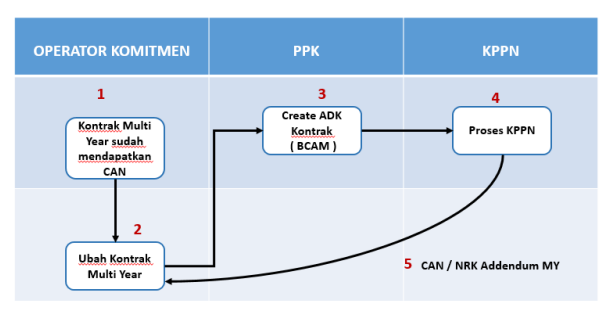 OPERATOR KOMITMEN PPK KPPN
1
Kontrak Multi
Year sudah
mendapatkan
CAN
3
Create ADK
Kontrak
( BCAM )
4
Proses KPPN
2
Ubah Kontrak
Multi Year
5 CAN / NRK Addendum MY